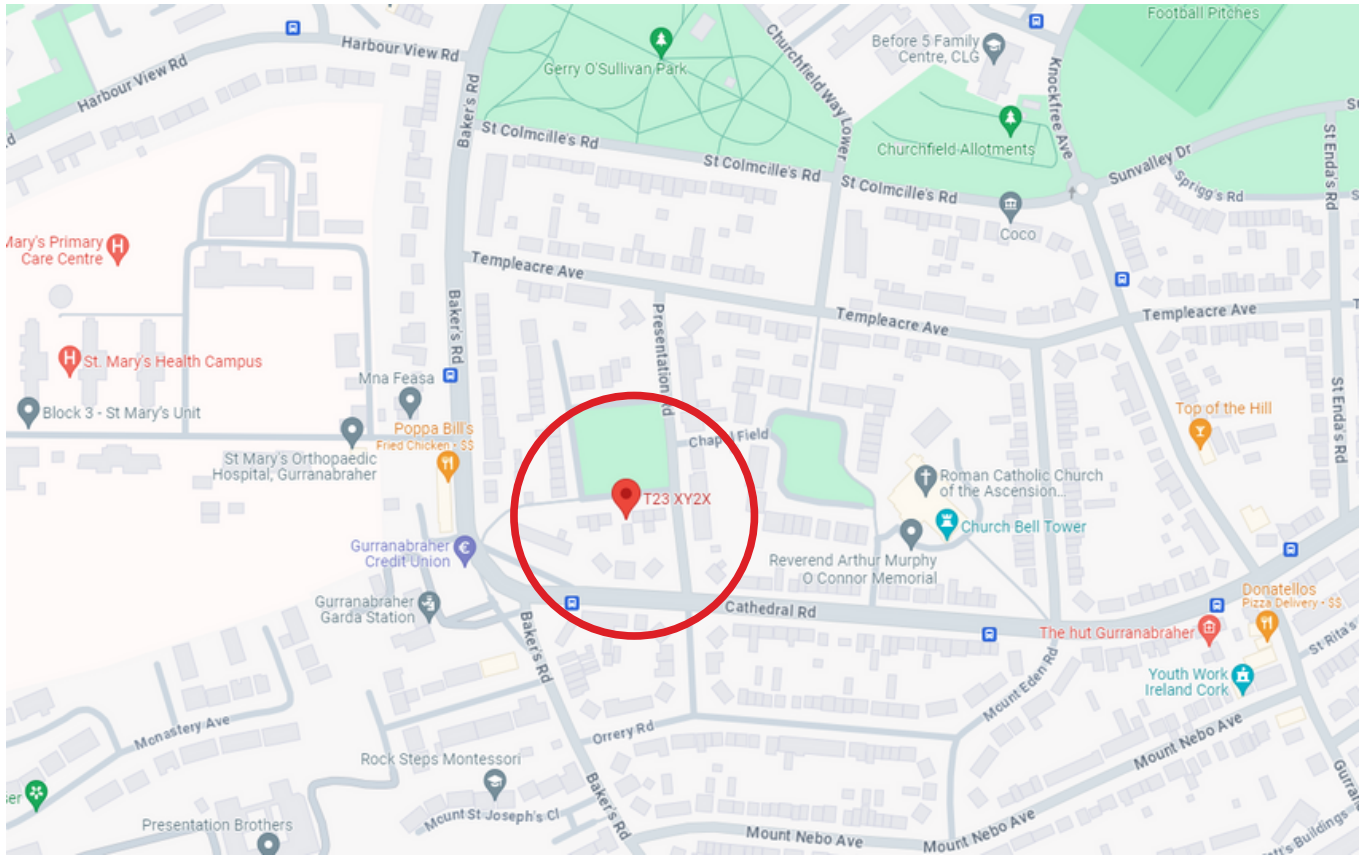 Football Pitches
Before 5 Family
Centre, CLG
Harbour View Rd
Harbour View Rd
Gerry O'Sullivan Park
Churchfield Way Lower
Knockfree Ave
Baker's Rd
St Colmcille's Rd
St Colmcille's Rd
St Colmcille's Rd
Churchfield Allotments
Sunvalley Dr
Sprigg's Rd
St Enda's Rd
Coco
Mary's Primary
Care Centre
Templeacre Ave
Templeacre Ave
Templeacre Ave
Baker's Rd
Presentation Rd
St. Mary's Health Campus
Mna Feasa
Block 3 - St Mary's Unit
Poppa Bill's
Fried Chicken • $$
St Mary's Orthopaedic
Hospital, Gurranabraher
Chapel Field
Top of the Hill
St Enda's Rd
Roman Catholic Church
of the Ascension...
T23 XY2X
Church Bell Tower
Gurranabraher
Credit Union
Reverend Arthur Murphy
O Connor Memorial
Gurranabraher
Garda Station
Cathedral Rd
Donatellos
Pizza Delivery • $$
The hut Gurranabraher
St Rita's
Baker's Rd
Youth Work
Ireland Cork
Mount Eden Rd
Monastery Ave
Orrery Rd
Mount Nebo Ave
Rock Steps Montessori
Baker's Rd
Mount St Joseph's Cl
Presentation Brothers
Mount Nebo Ave
Mount Nebo Ave